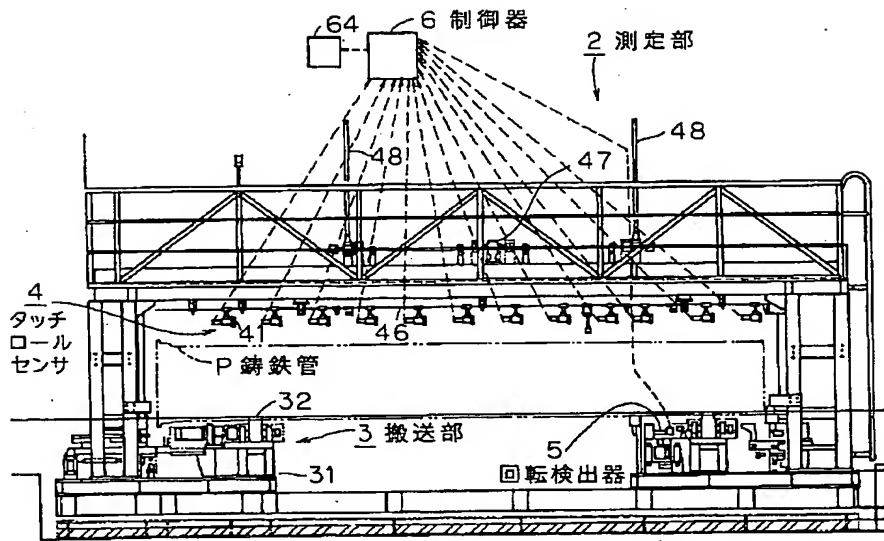 64
6 制御器
2 測定部
48
47
48
4
タッチ
ロール
センサ
41
46
P 鋳鉄管
32
3 搬送部
5
回転検出器
31